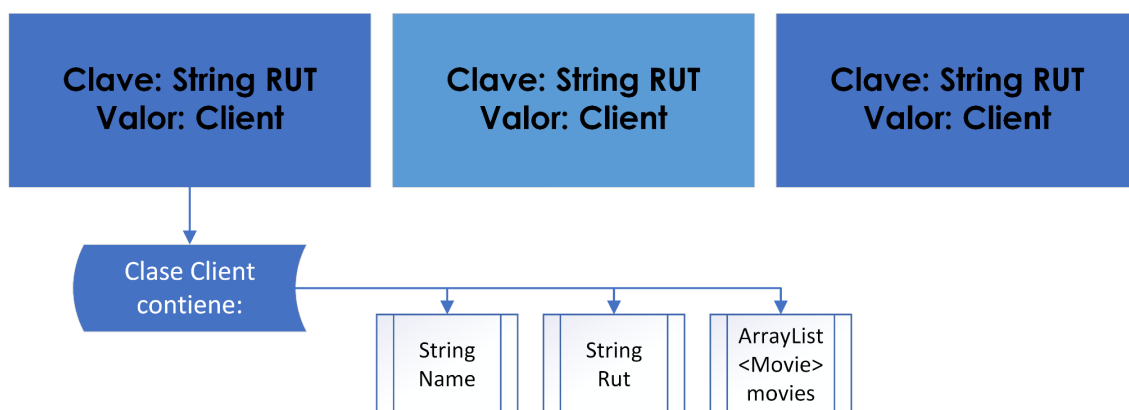 Clave: String RUT
Valor: Client
Clave: String RUT
Valor: Client
Clave: String RUT
Valor: Client
Clase Client
contiene:
String
Name
String
Rut
ArrayList
<Movie>
movies